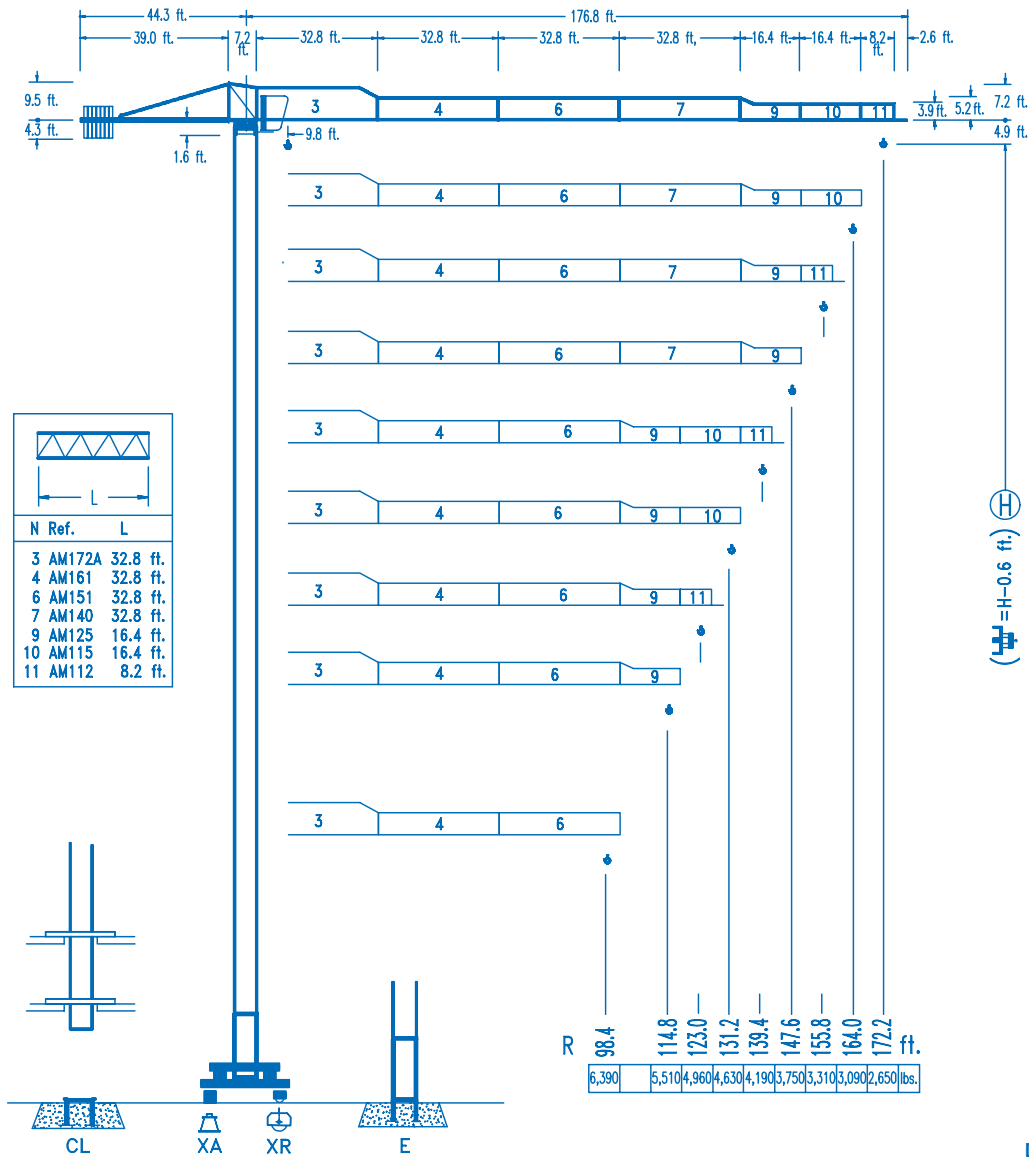 44.3 ft. 176.8 ft.
39.0 ft. 7.2 ft. 32.8 ft. 32.8 ft. 32.8 ft. 32.8 ft, 16.4 ft. 16.4 ft. 8.2 ft. 2.6 ft.
9.5 ft. 3 4 6 7 9 10 11 3.9 ft. 5.2 ft. 7.2 ft.
4.3 ft. 9.8 ft. 4.9 ft.
1.6 ft.
3 4 6 7 9 10
3 4 6 7 9 11
3 4 6 7 9
3 4 6 9 10 11
3 4 6 9 10
3 4 6 9 11
3 4 6 9
3 4 6
H
( =H-0.6 ft.)
L
N Ref. L
3 AM172A 32.8 ft.
4 AM161 32.8 ft.
6 AM151 32.8 ft.
7 AM140 32.8 ft.
9 AM125 16.4 ft.
10 AM115 16.4 ft.
11 AM112 8.2 ft.
R 98.4 114.8 123.0 131.2 139.4 147.6 155.8 164.0 172.2 ft.
6,390 5,510 4,960 4,630 4,190 3,750 3,310 3,090 2,650 lbs.
CL XA XR E